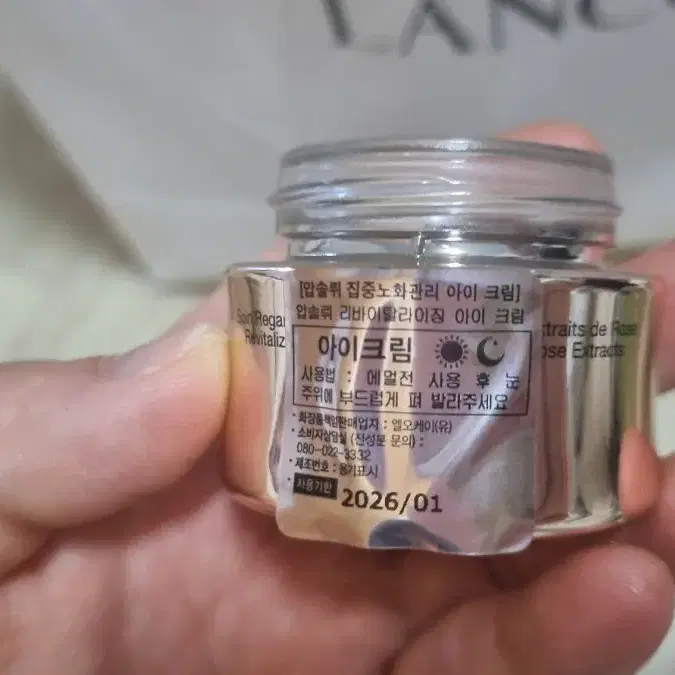 LANC
[압솔뤼 집중노화관리 아이 크림]
압솔뤼 리바이탈라이징 아이 크림
아이크림
사용법 : 에멀전 사용 후 눈
주위에 부드럽게 펴 발라주세요
• 화장품책임판매업자 : 엘오케이(유)
• 소비자상담실 (전성분 문의) :
080-022-3332
• 제조번호 : 용기표시
• 사용기한 2026/01
Soin Regar
Revitaliz
xtraits de Rose
ose Extracts